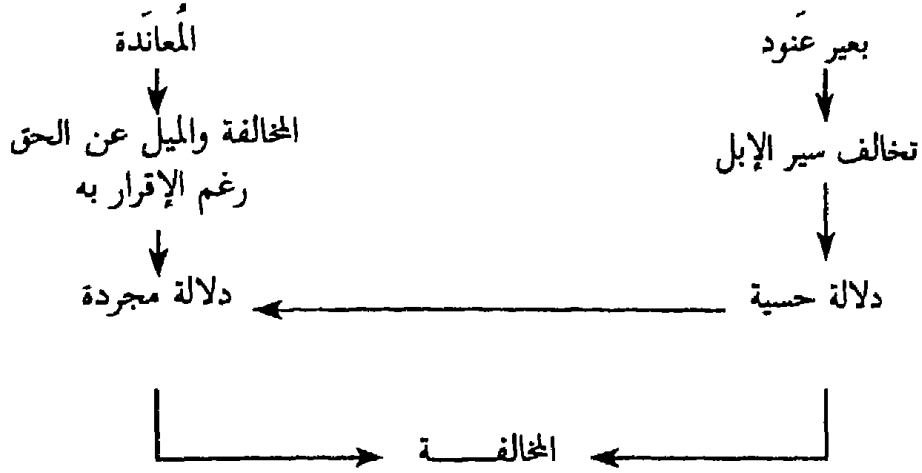 بعير عَنود
المُعانَدة
تخالف سير الإبل
المخالفة والميل عن الحق
رغم الإقرار به
دلالة حسية
دلالة مجردة
المخالفـــــة